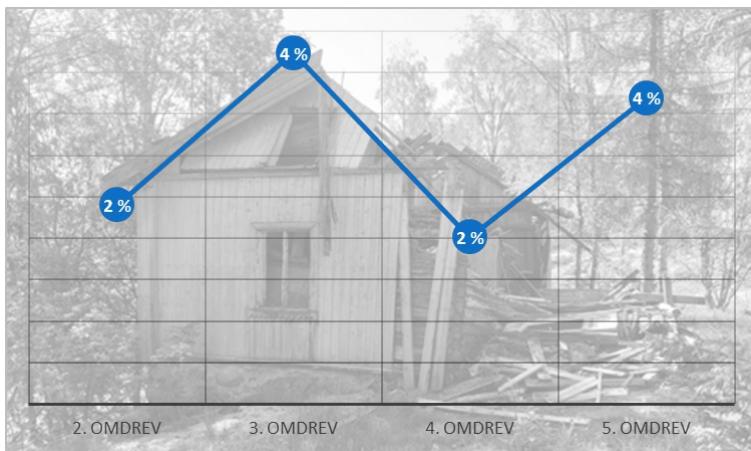 4 %
4 %
2 %
2 %
2. OMDREV
3. OMDREV
4. OMDREV
5. OMDREV